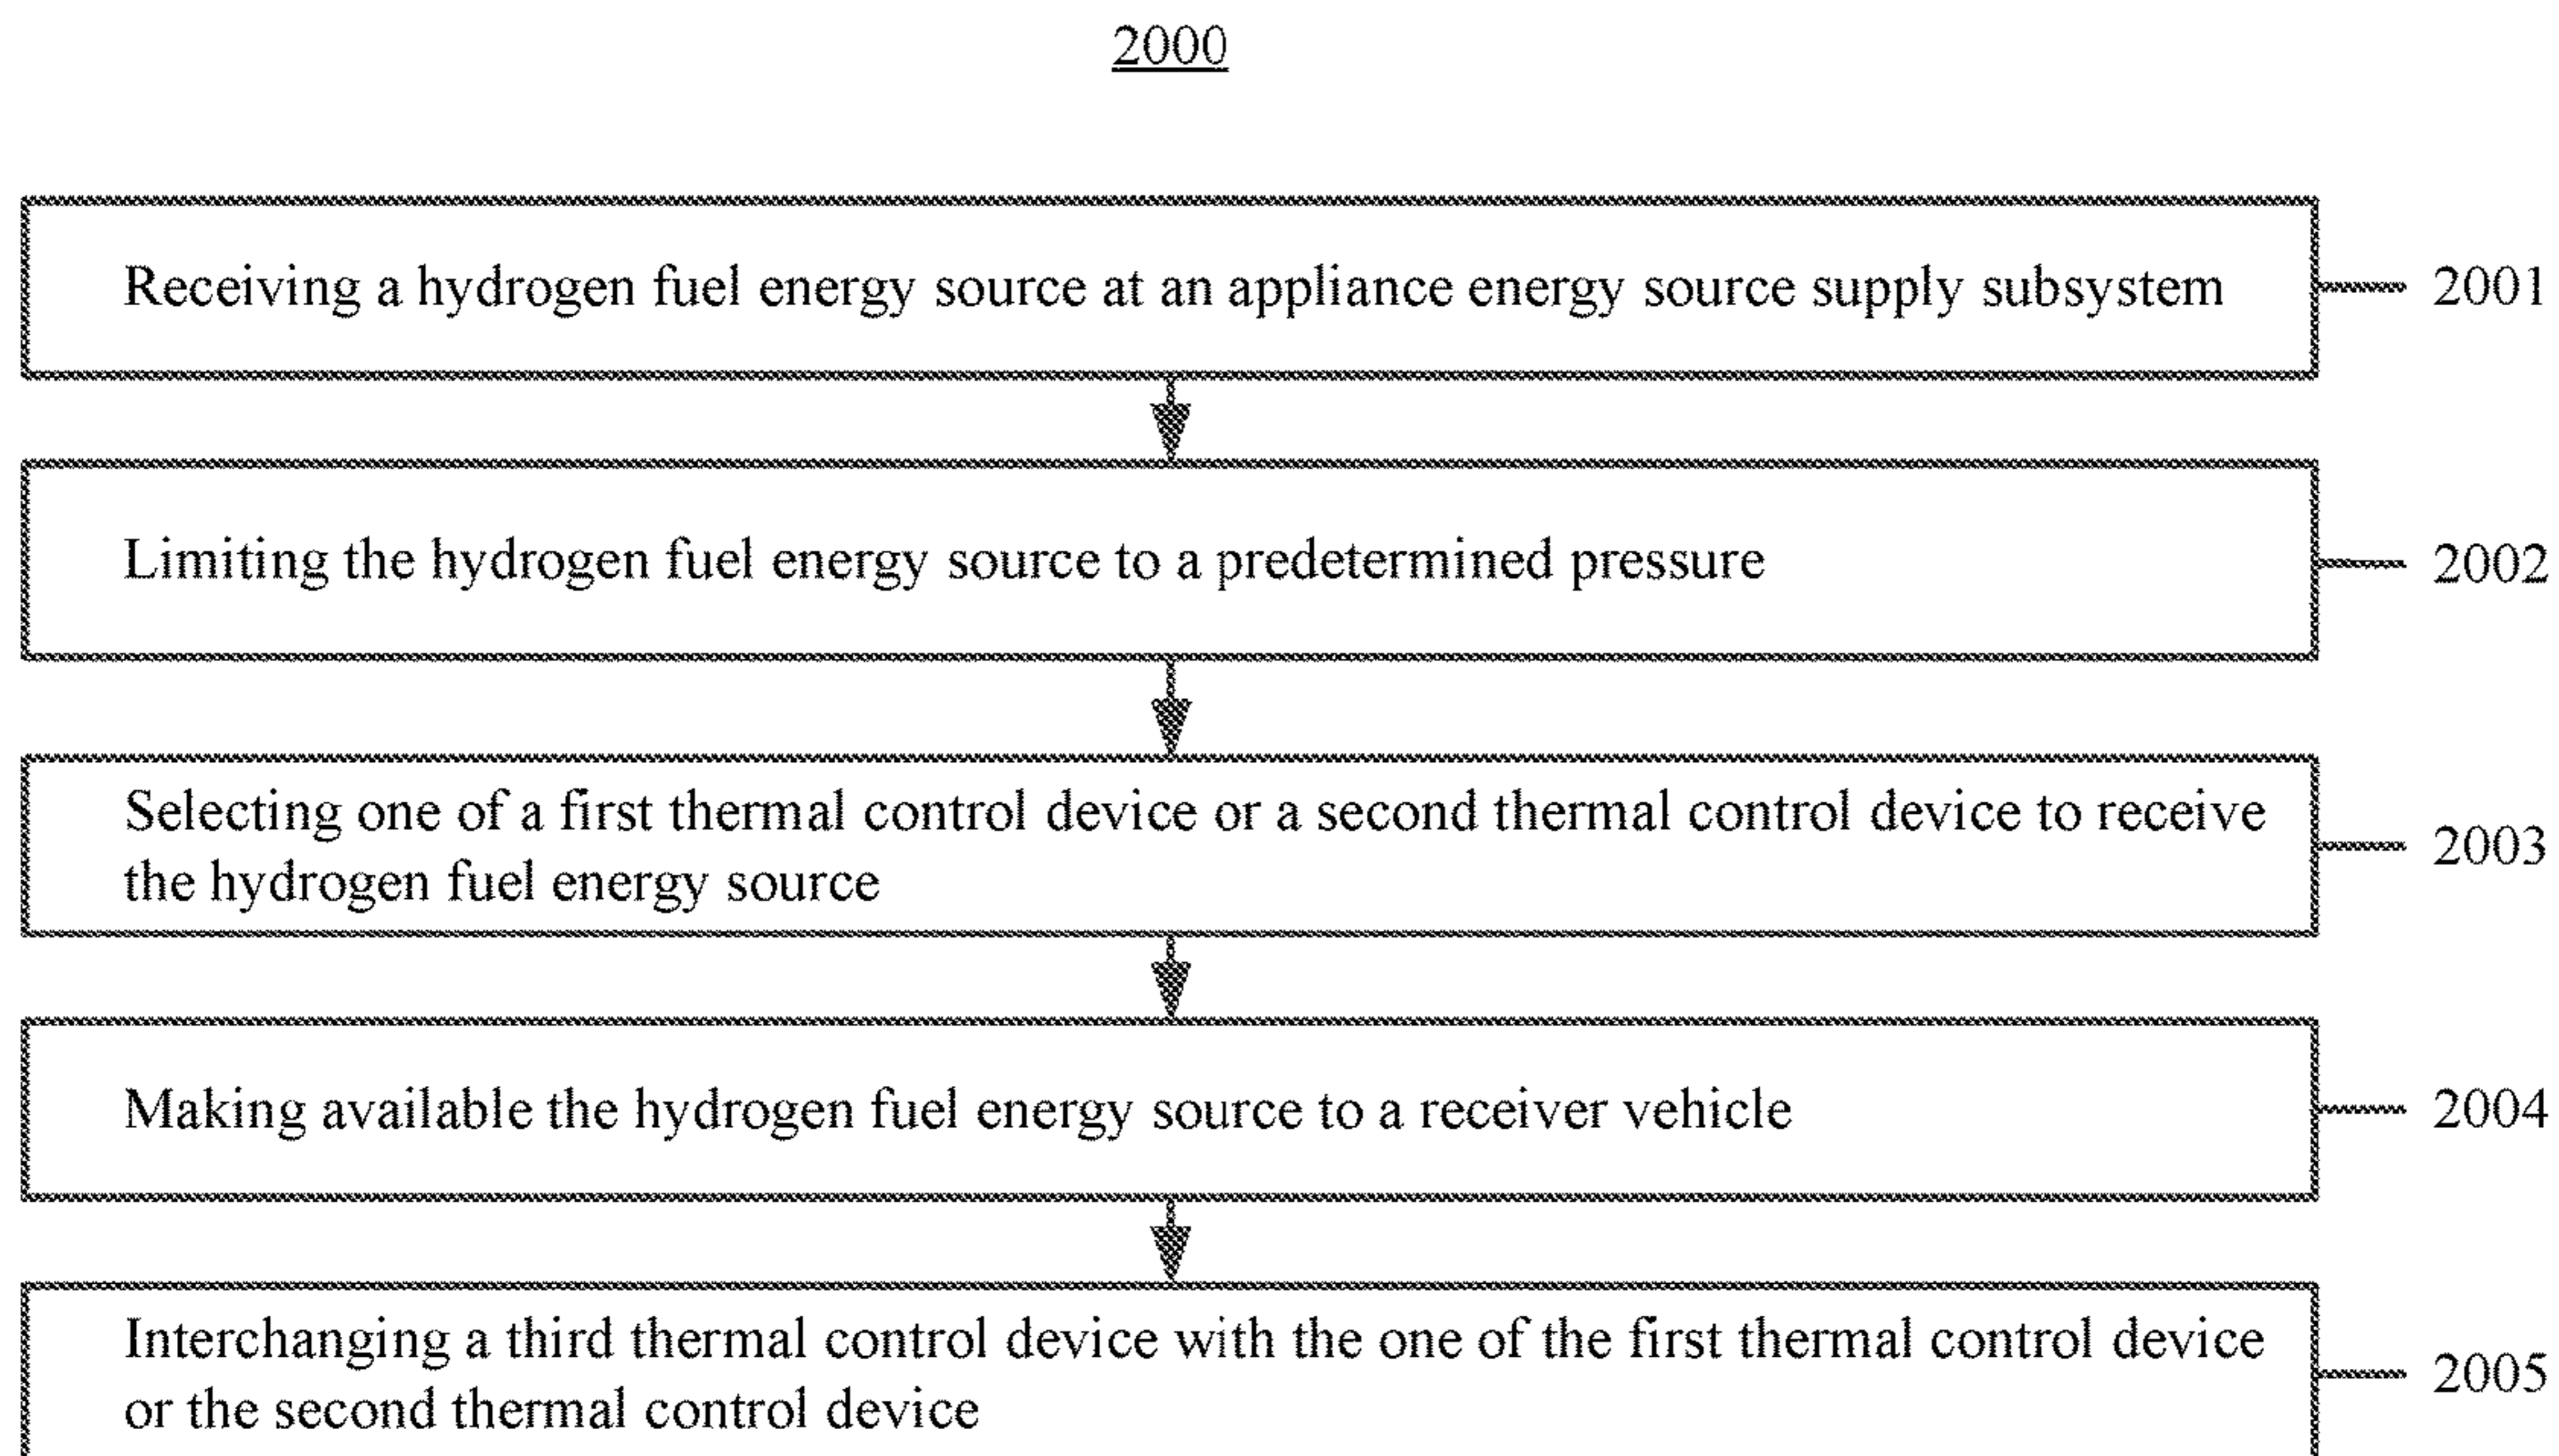 2000
Receiving a hydrogen fuel energy source at an appliance energy source supply subsystem
2001
Limiting the hydrogen fuel energy source to a predetermined pressure
2002
Selecting one of a first thermal control device or a second thermal control device to receive
the hydrogen fuel energy source
2003
Making available the hydrogen fuel energy source to a receiver vehicle
2004
Interchanging a third thermal control device with the one of the first thermal control device
or the second thermal control device
2005